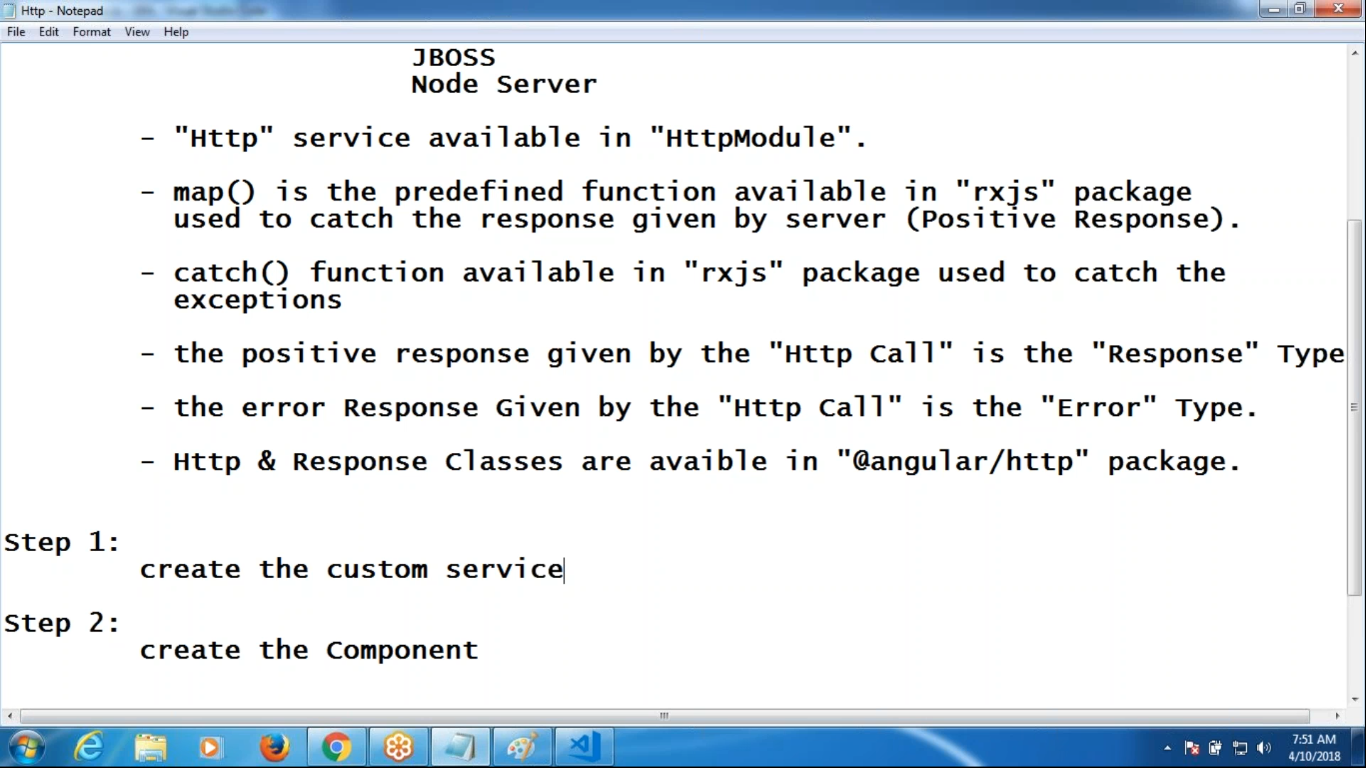 Http - Notepad
File Edit Format View Help
JBOSS
Node Server
- "Http" service available in "HttpModule".
- map() is the predefined function available in "rxjs" package
used to catch the response given by server (Positive Response).
- catch() function available in "rxjs" package used to catch the
exceptions
- the positive response given by the "Http Call" is the "Response" Type
- the error Response Given by the "Http Call" is the "Error" Type.
- Http & Response Classes are avaible in "@angular/http" package.
Step 1:
create the custom service
Step 2:
create the Component
7:51 AM
4/10/2018